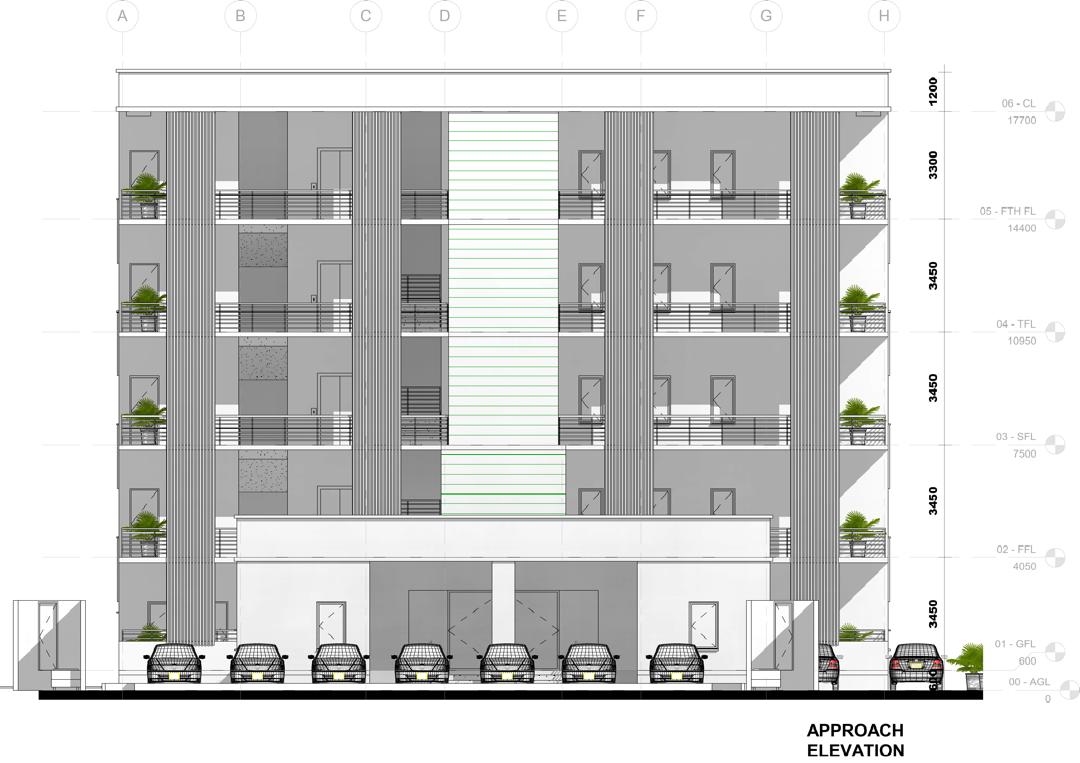 A B C D E F G H
1200
06 - CL
17700
3300
05 - FTH FL
14400
3450
04 - TFL
10950
3450
03 - SFL
7500
3450
02 - FFL
4050
3450
01 - GFL
600
00 - AGL
0
APPROACH
ELEVATION